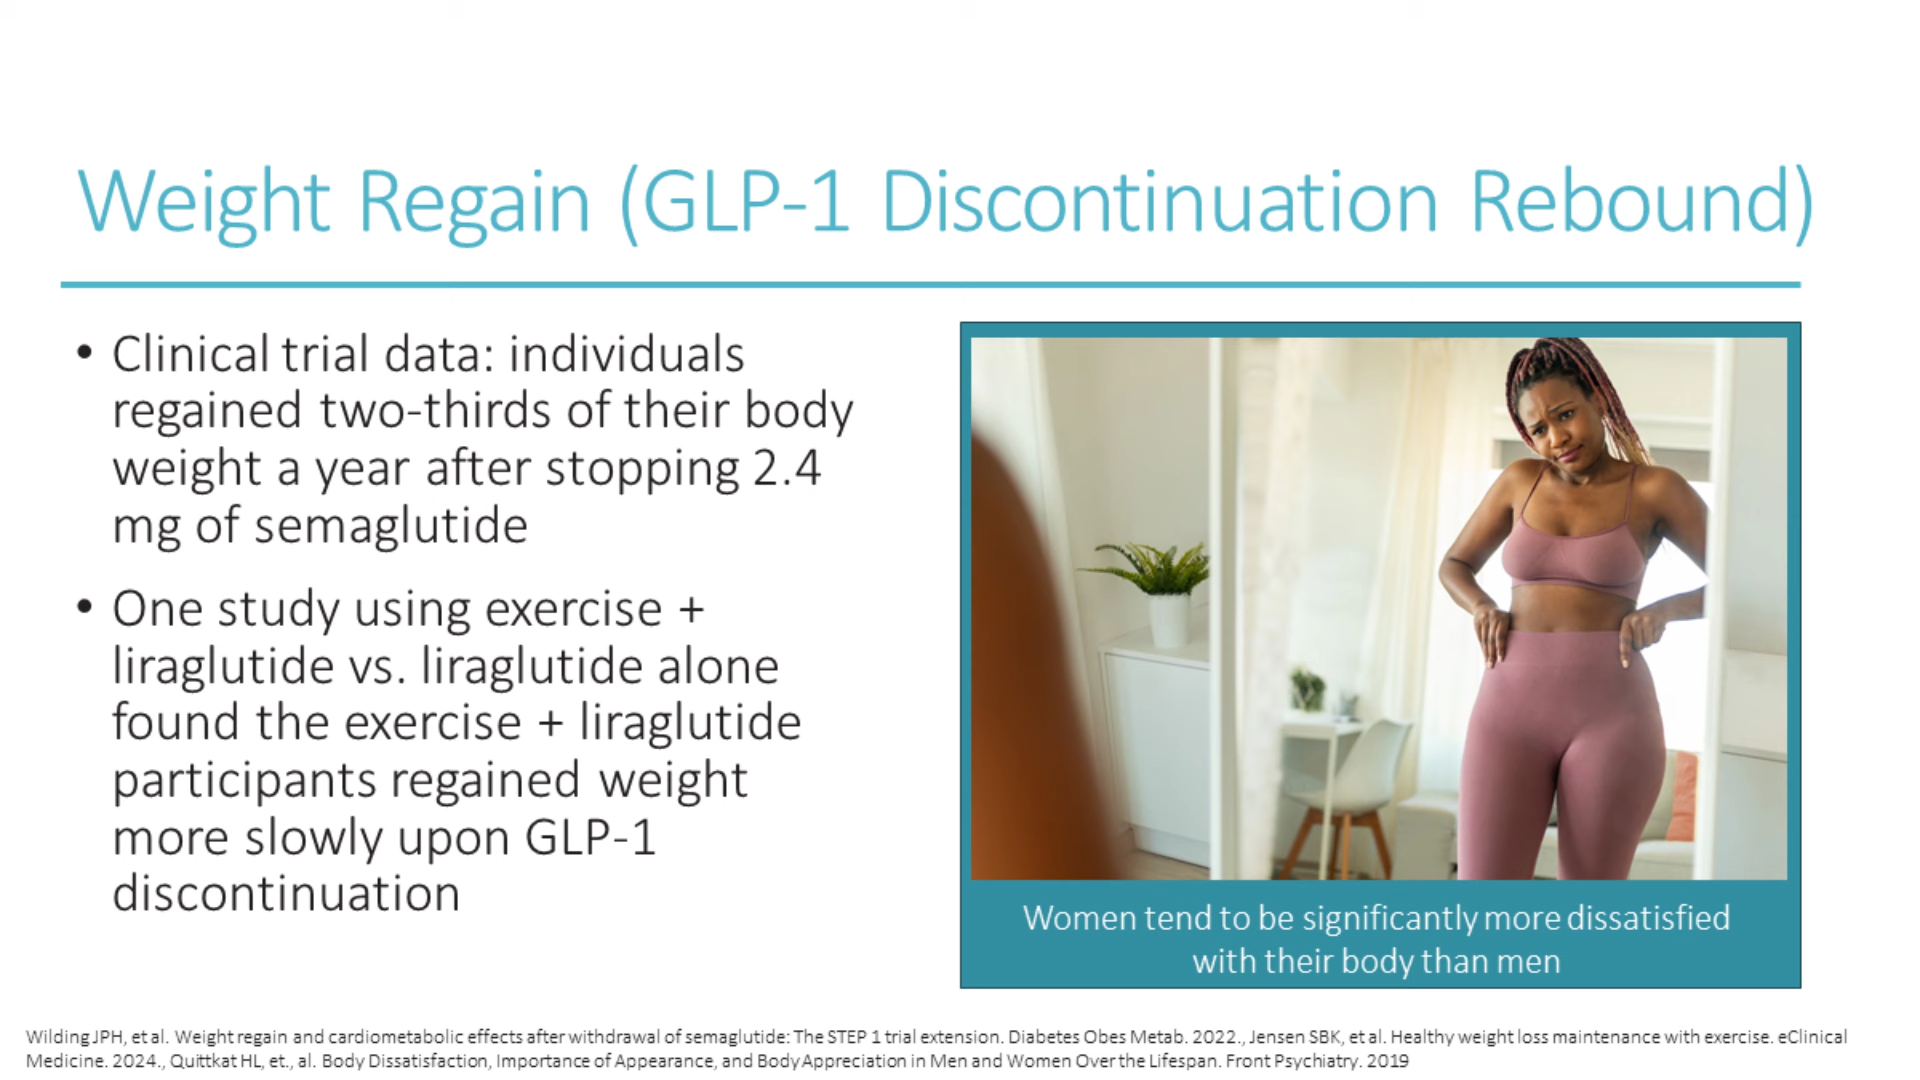 Weight Regain (GLP-1 Discontinuation Rebound)
• Clinical trial data: individuals
regained two-thirds of their body
weight a year after stopping 2.4
mg of semaglutide
• One study using exercise +
liraglutide vs. liraglutide alone
found the exercise + liraglutide
participants regained weight
more slowly upon GLP-1
discontinuation
Women tend to be significantly more dissatisfied
with their body than men
Wilding JPH, et al. Weight regain and cardiometabolic effects after withdrawal of semaglutide: The STEP 1 trial extension. Diabetes Obes Metab. 2022., Jensen SBK, et al. Healthy weight loss maintenance with exercise. eClinical
Medicine. 2024., Quittkat HL, et., al. Body Dissatisfaction, Importance of Appearance, and Body Appreciation in Men and Women Over the Lifespan. Front Psychiatry. 2019